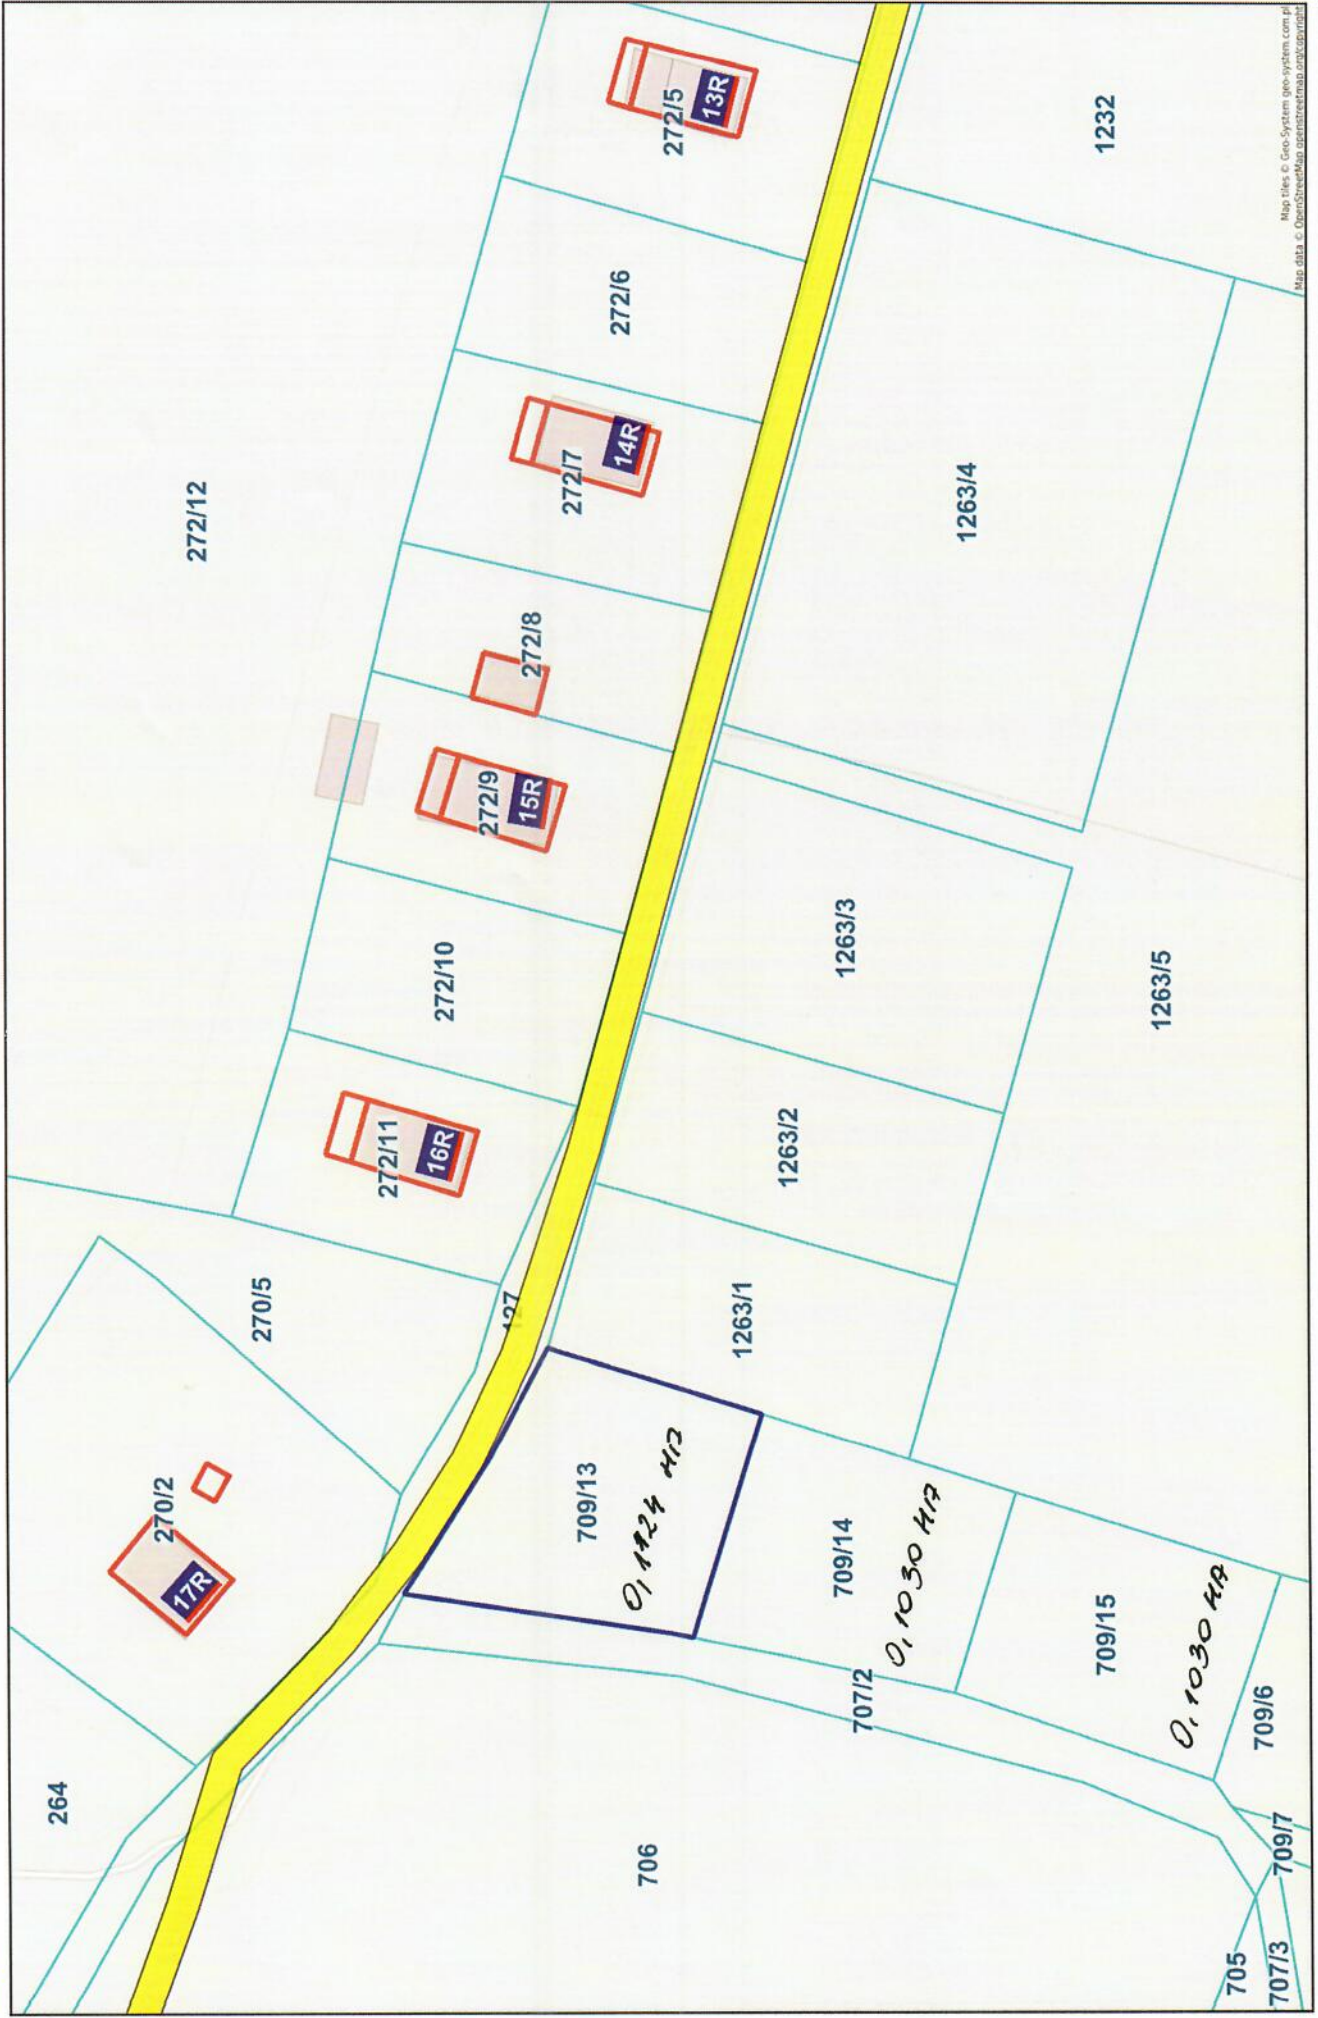 264
270/2
17R
272/12
270/5
272/11
16R
272/10
272/9
15R
127
272/8
272/7
14R
709/13
0,1124 HA
272/6
706
272/5
13R
1263/1
1263/2
709/14
0,1030 HA
1263/3
707/2
1263/4
709/15
0,1030 HA
1232
1263/5
705
709/6
707/3
709/7
Map tiles © Geo-System geo-system.com.pl
Map data © OpenStreetMap openstreetmap.org/copyright